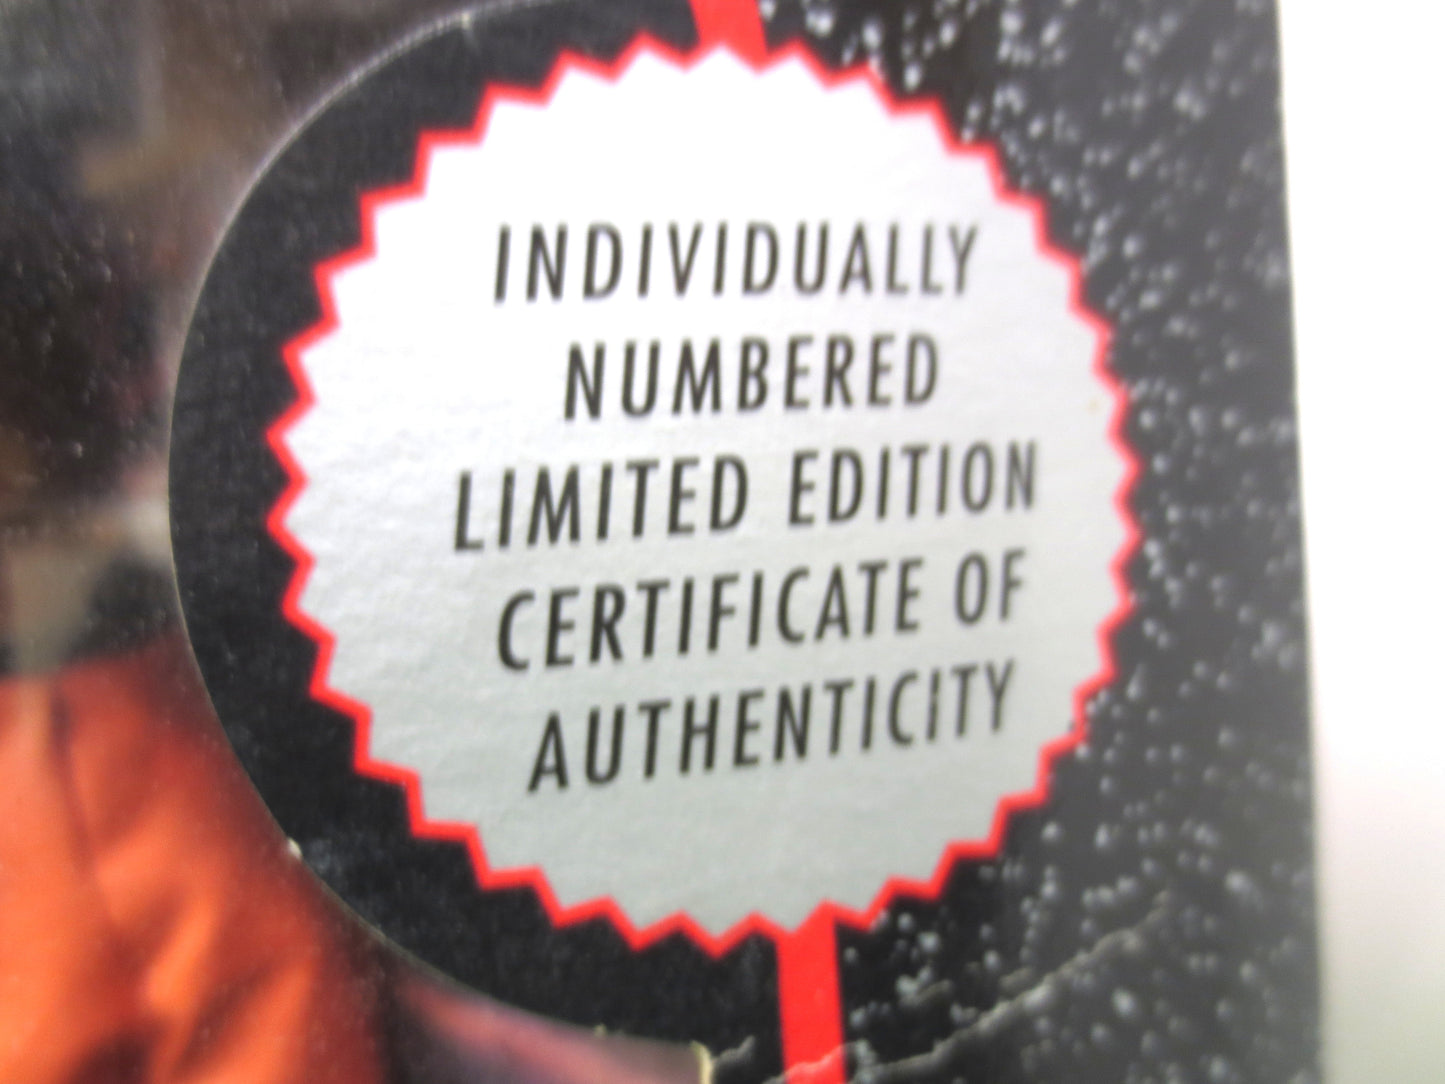 INDIVIDUALLY
NUMBERED
LIMITED EDITION
CERTIFICATE OF
AUTHENTICITY